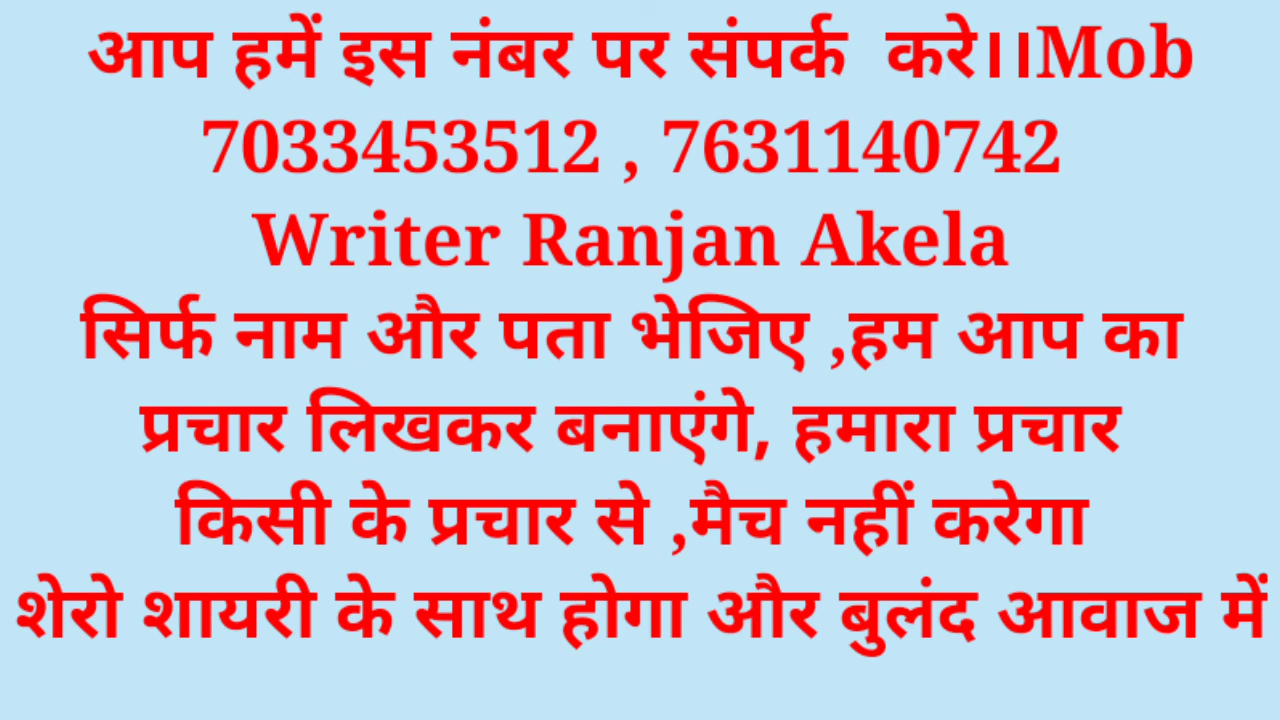 आप हमें इस नंबर पर संपर्क  करे।।Mob
7033453512 , 7631140742
Writer Ranjan Akela
सिर्फ नाम और पता भेजिए ,हम आप का
प्रचार लिखकर बनाएंगे, हमारा प्रचार
किसी के प्रचार से ,मैच नहीं करेगा
शेरो शायरी के साथ होगा और बुलंद आवाज में